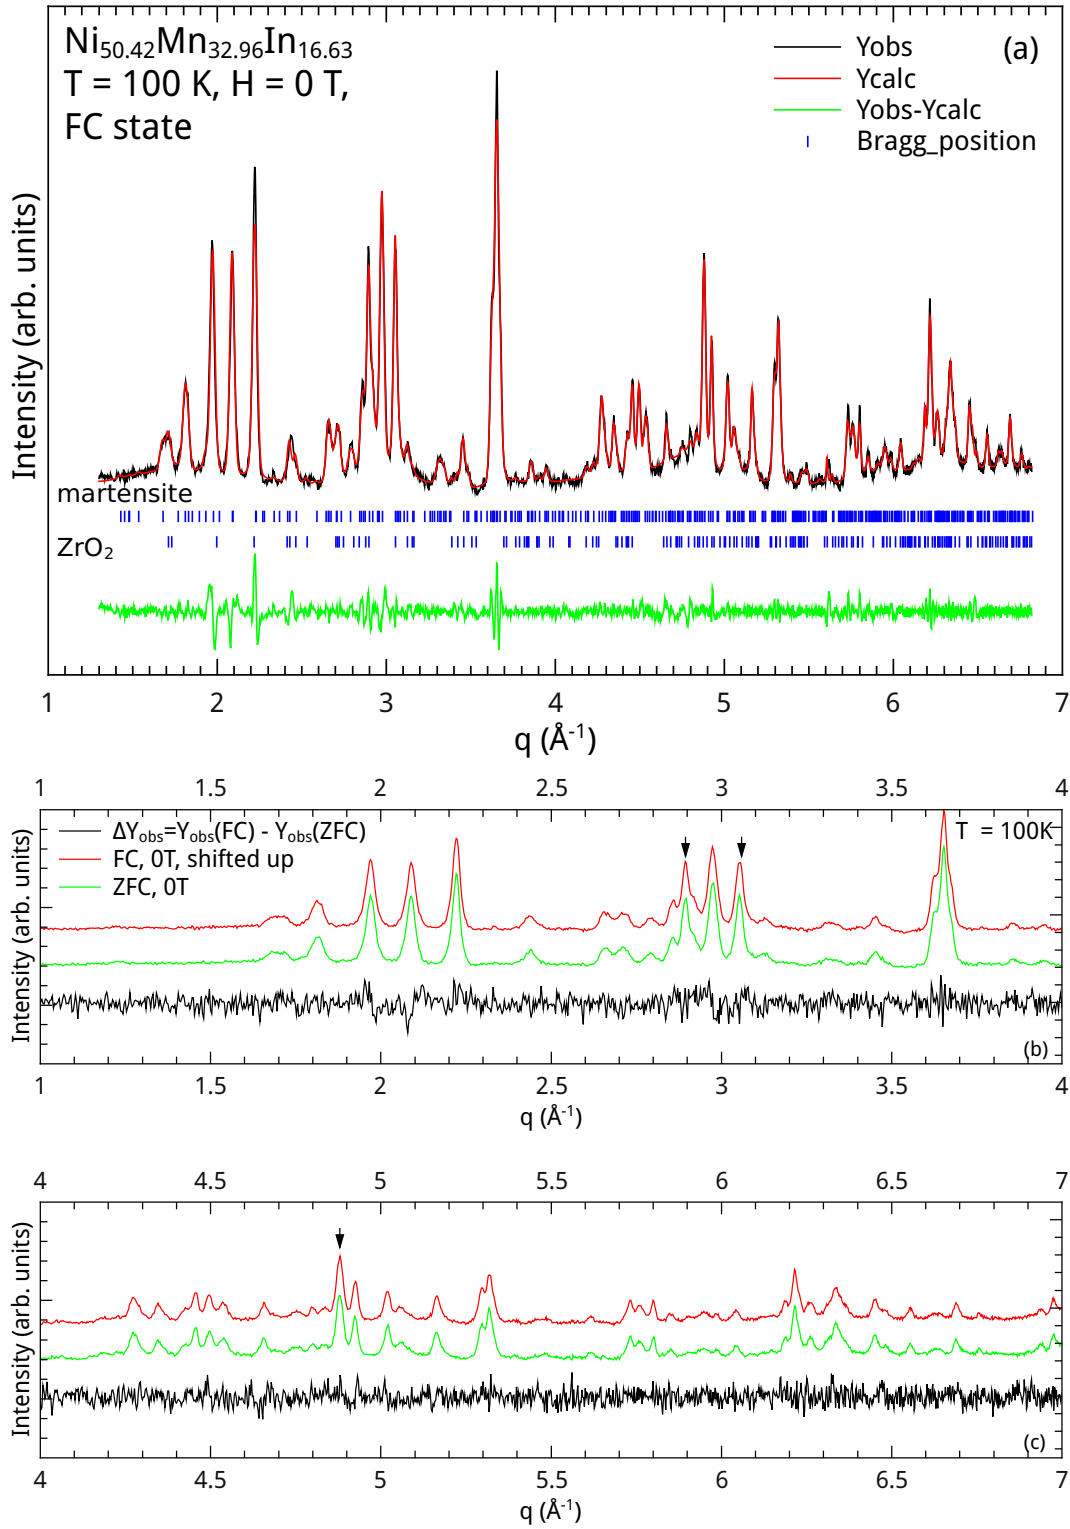 Ni50.42Mn32.96In16.63
T = 100 K, H = 0 T,
FC state
Yobs
Ycalc
Yobs-Ycalc
Bragg_position
(a)
Intensity (arb. units)
martensite
ZrO2
1 2 3 4 5 6 7
q (Å-1)
1 1.5 2 2.5 3 3.5 4
ΔYobs=Yobs(FC) - Yobs(ZFC)
FC, 0T, shifted up
ZFC, 0T
T = 100K
Intensity (arb. units)
(b)
1 1.5 2 2.5 3 3.5 4
q (Å-1)
4 4.5 5 5.5 6 6.5 7
Intensity (arb. units)
(c)
4 4.5 5 5.5 6 6.5 7
q (Å-1)